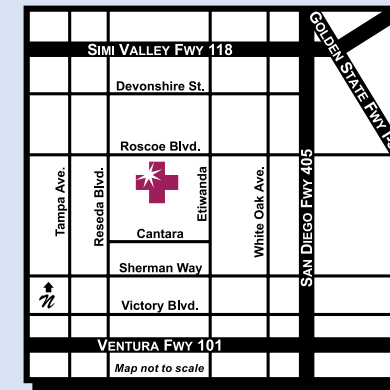 GOLDEN STATE FWY
SIMI VALLEY FWY 118
Devonshire St.
Roscoe Blvd.
Tampa Ave.
Reseda Blvd.
Etiwanda
White Oak Ave.
SAN DIEGO FWY 405
Cantara
Sherman Way
N
Victory Blvd.
VENTURA FWY 101
Map not to scale